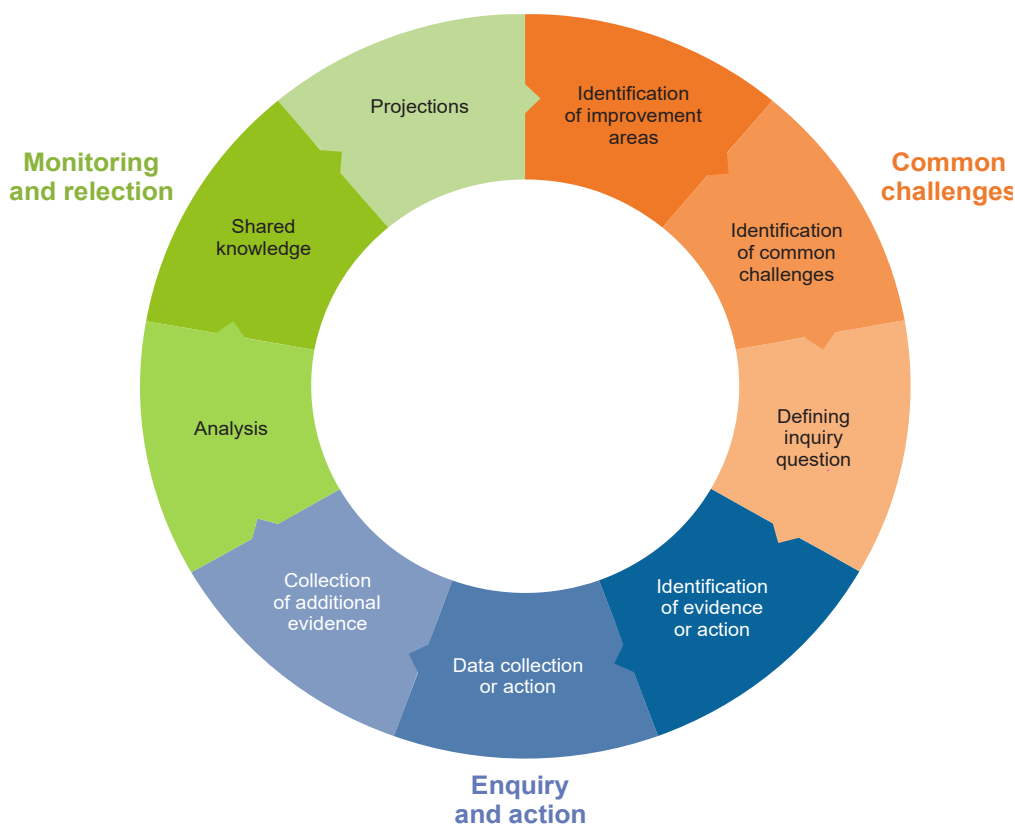 Projections
Identification
of improvement
areas
Monitoring
and relection
Common
challenges
Shared
knowledge
Identification
of common
challenges
Analysis
Defining
inquiry
question
Collection
of additional
evidence
Identification
of evidence
or action
Data collection
or action
Enquiry
and action